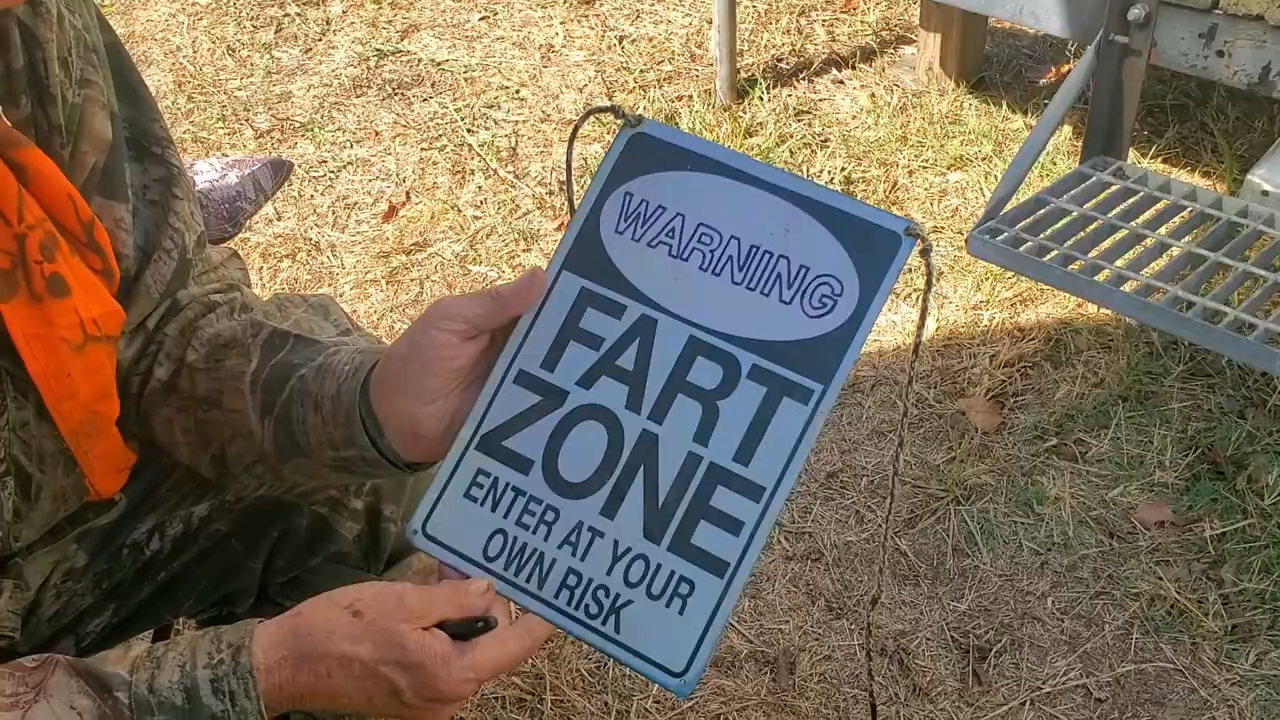 WARNING
FART
ZONE
ENTER AT YOUR
OWN RISK